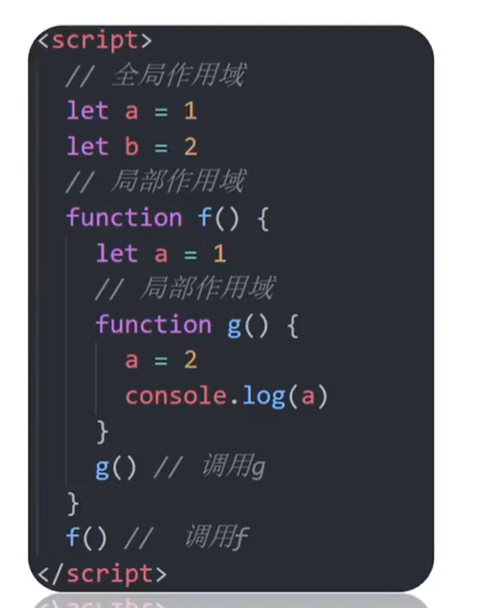 <script>
// 全局作用域
let a = 1
let b = 2
// 局部作用域
function f() {
let a = 1
// 局部作用域
function g() {
a = 2
console.log(a)
}
g() // 调用g
}
f() // 调用f
</script>